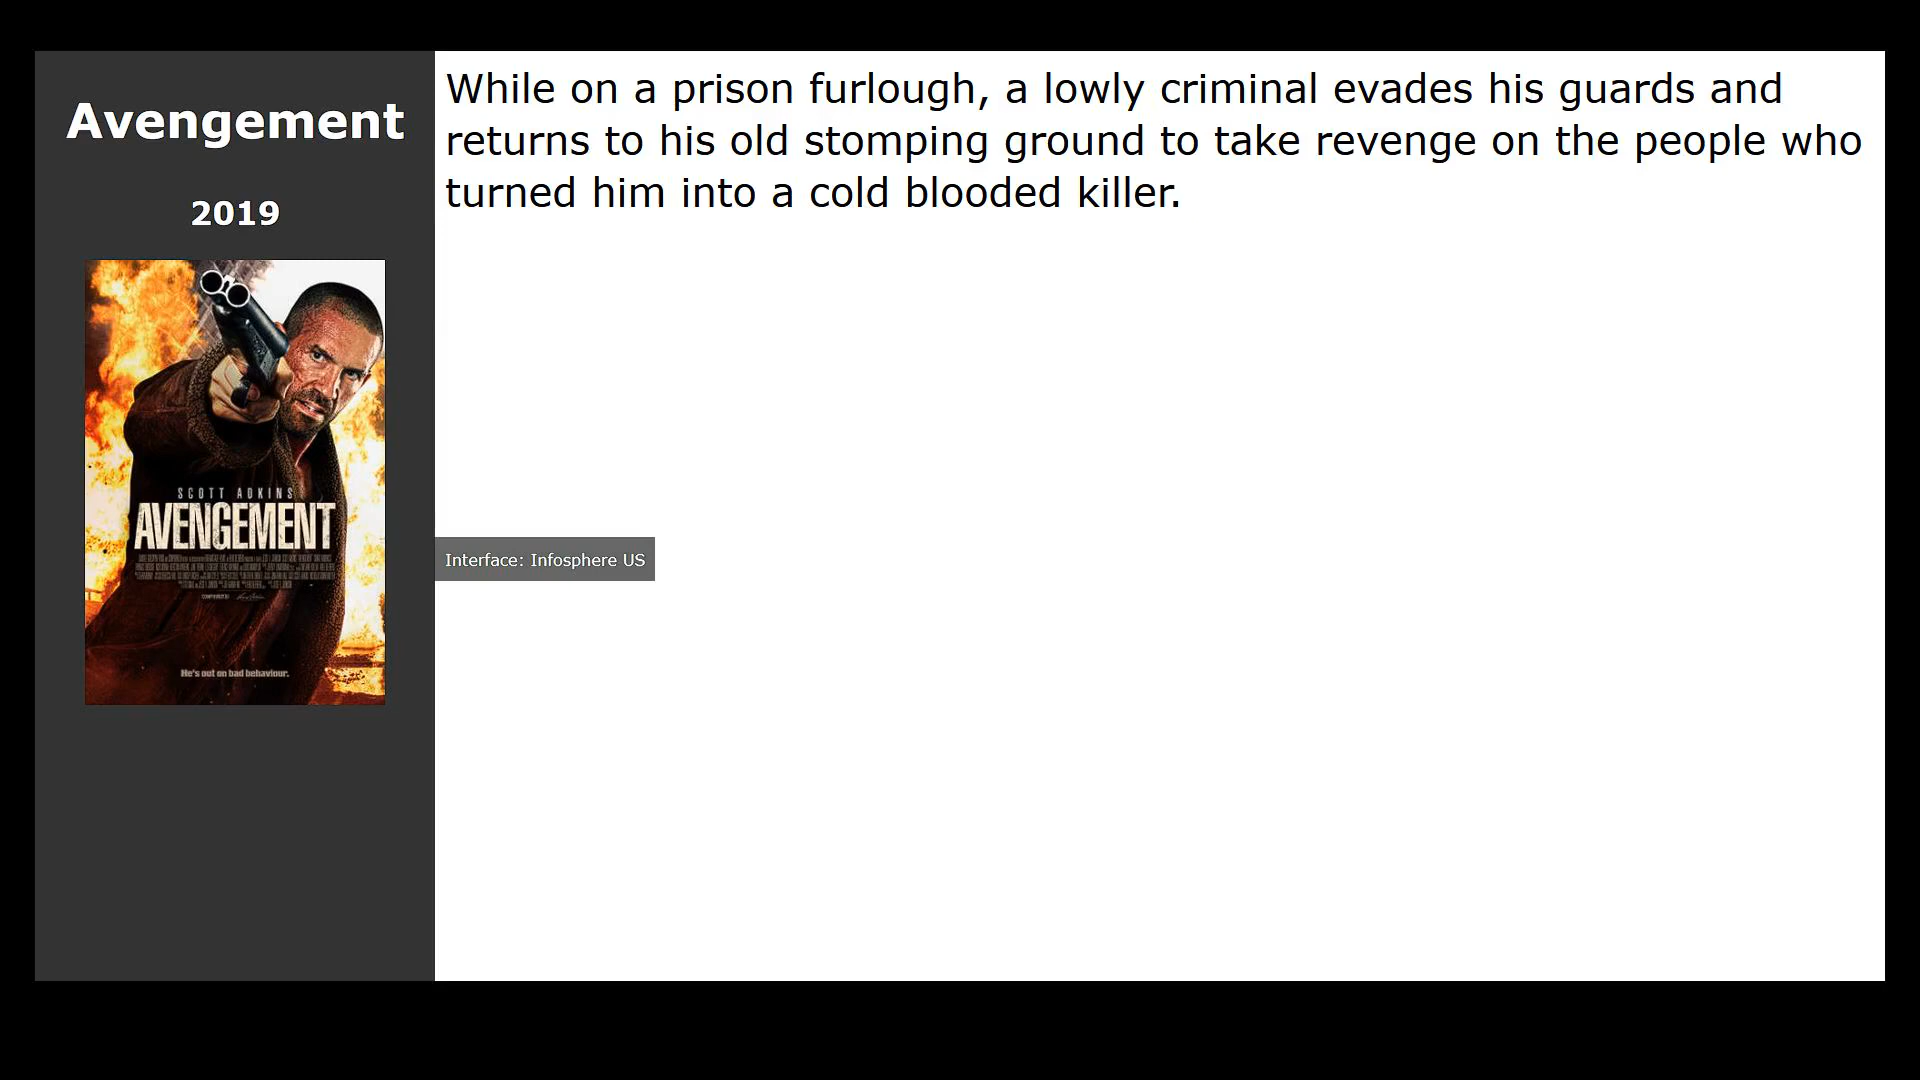 Avengement
2019
SCOTT ADKINS
AVENGEMENT
He's out on bad behaviour.
While on a prison furlough, a lowly criminal evades his guards and
returns to his old stomping ground to take revenge on the people who
turned him into a cold blooded killer.
Interface: Infosphere US